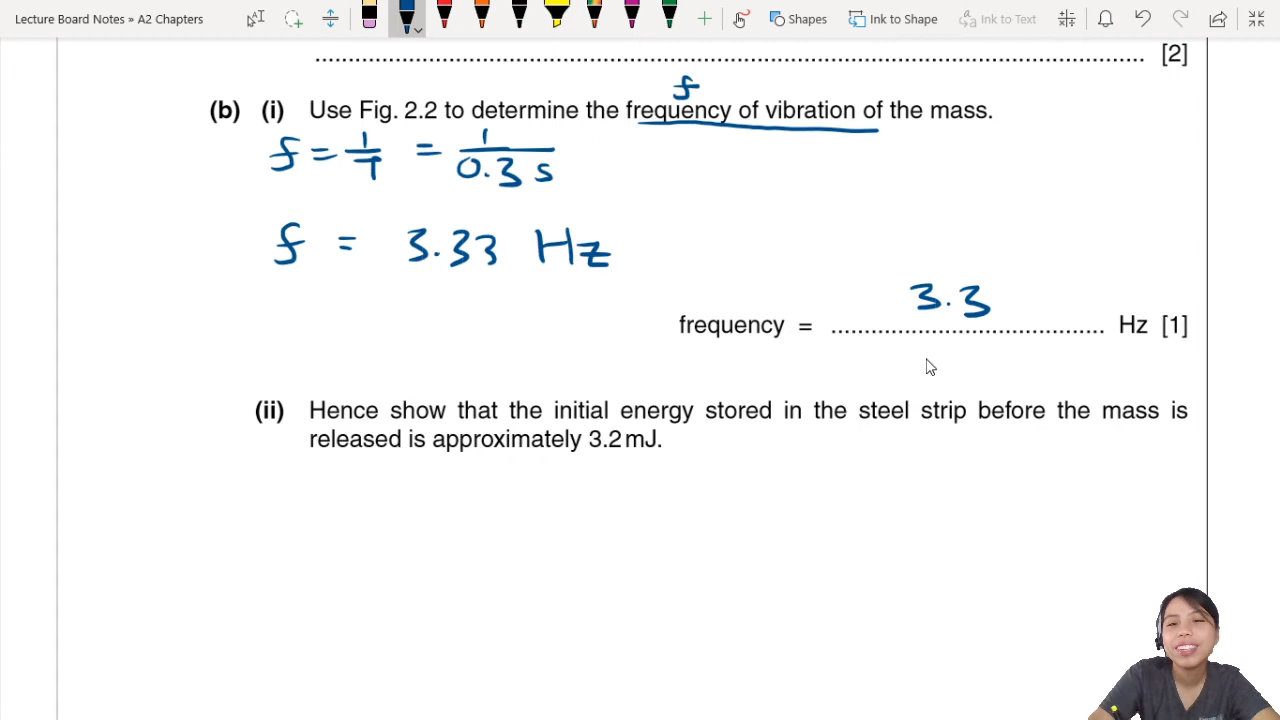 Lecture Board Notes » A2 Chapters
Shapes
Ink to Shape
Ink to Text
[2]
f
(b) (i) Use Fig. 2.2 to determine the frequency of vibration of the mass.
f = 1/T = 1/0.3 s
f = 3.33 Hz
3.3
frequency = ......................................... Hz [1]
(ii) Hence show that the initial energy stored in the steel strip before the mass is
released is approximately 3.2 mJ.